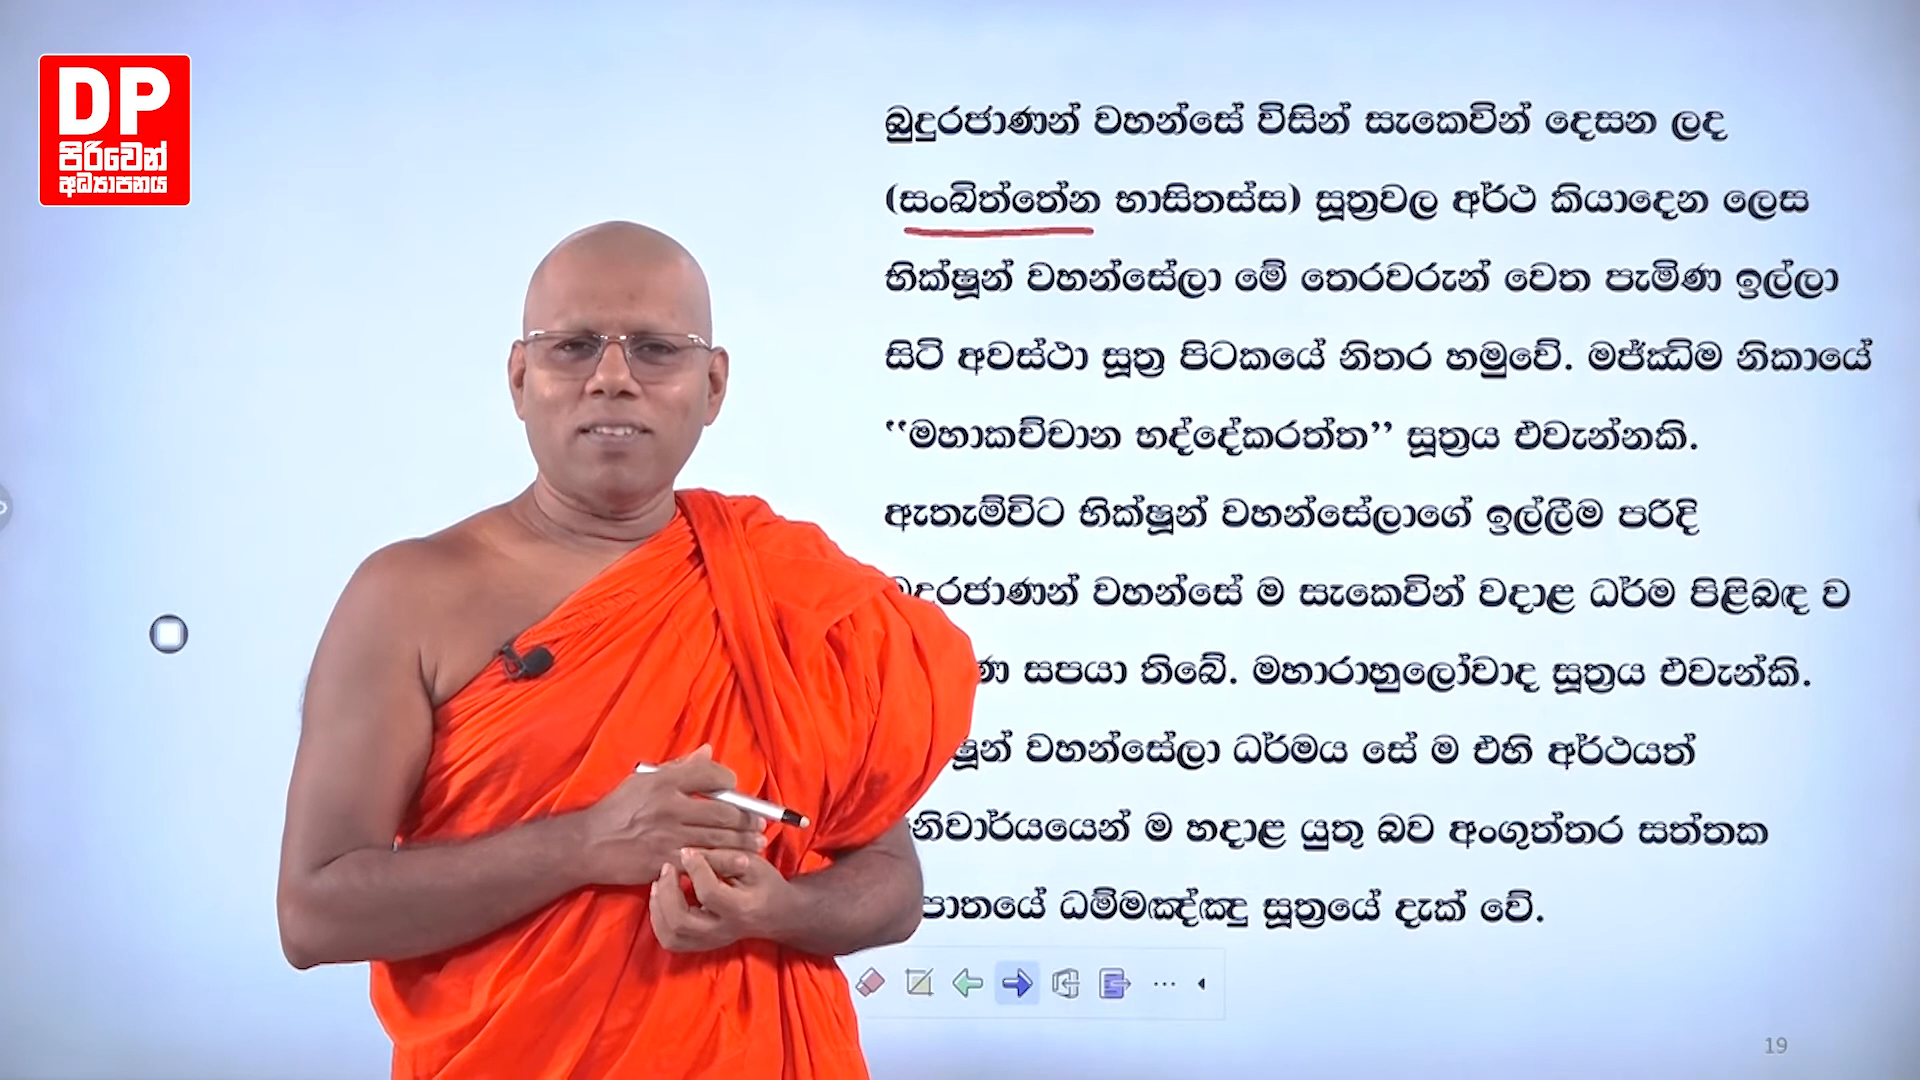 DP
පිරිවෙන්
අධ්‍යාපනය
බුදුරජාණන් වහන්සේ විසින් සැකෙවින් දෙසන ලද
(සංඛිත්තේන භාසිතස්ස) සූත්‍රවල අර්ථ කියාදෙන ලෙස
භික්ෂූන් වහන්සේලා මේ තෙරවරුන් වෙත පැමිණ ඉල්ලා
සිටි අවස්ථා සූත්‍ර පිටකයේ නිතර හමුවේ. මජ්ඣිම නිකායේ
“මහාකච්චාන භද්දේකරත්ත” සූත්‍රය එවැන්නකි.
ඇතැම්විට භික්ෂූන් වහන්සේලාගේ ඉල්ලීම පරිදි
බුදුරජාණන් වහන්සේ ම සැකෙවින් වදාළ ධර්ම පිළිබඳ ව
සපයා තිබේ. මහාරාහුලෝවාද සූත්‍රය එවැන්කි.
වහන්සේලා ධර්මය සේ ම එහි අර්ථයත්
ම හදාළ යුතු බව අංගුත්තර සත්තක
ධම්මඤ්ඤු සූත්‍රයේ දැක් වේ.
19